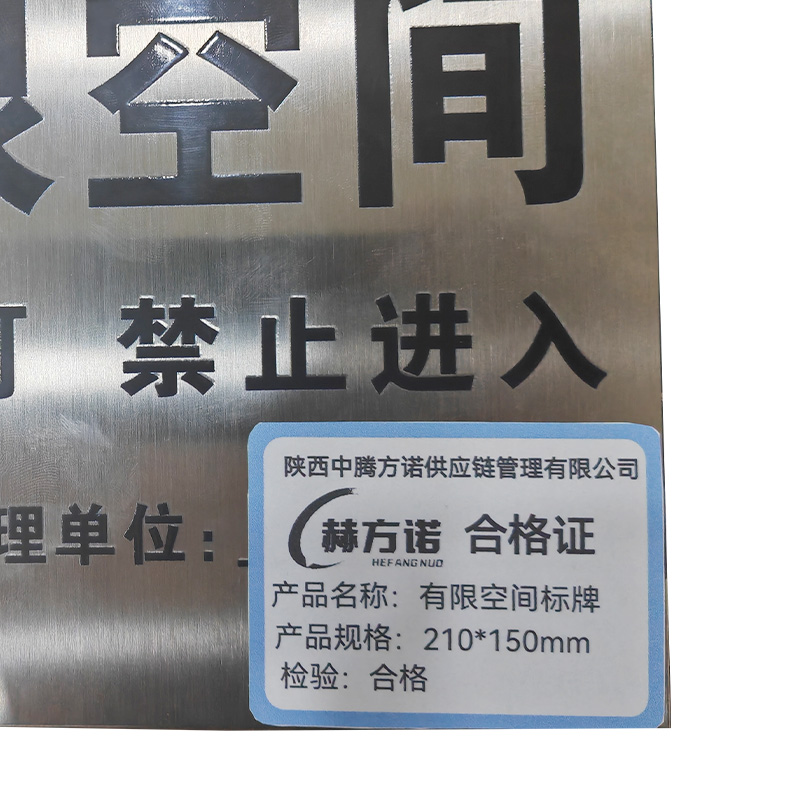 限空间
可 禁止进入
理单位:
陕西中腾方诺供应链管理有限公司
赫方诺 合格证
HEFANGNUO
产品名称: 有限空间标牌
产品规格: 210*150mm
检验: 合格